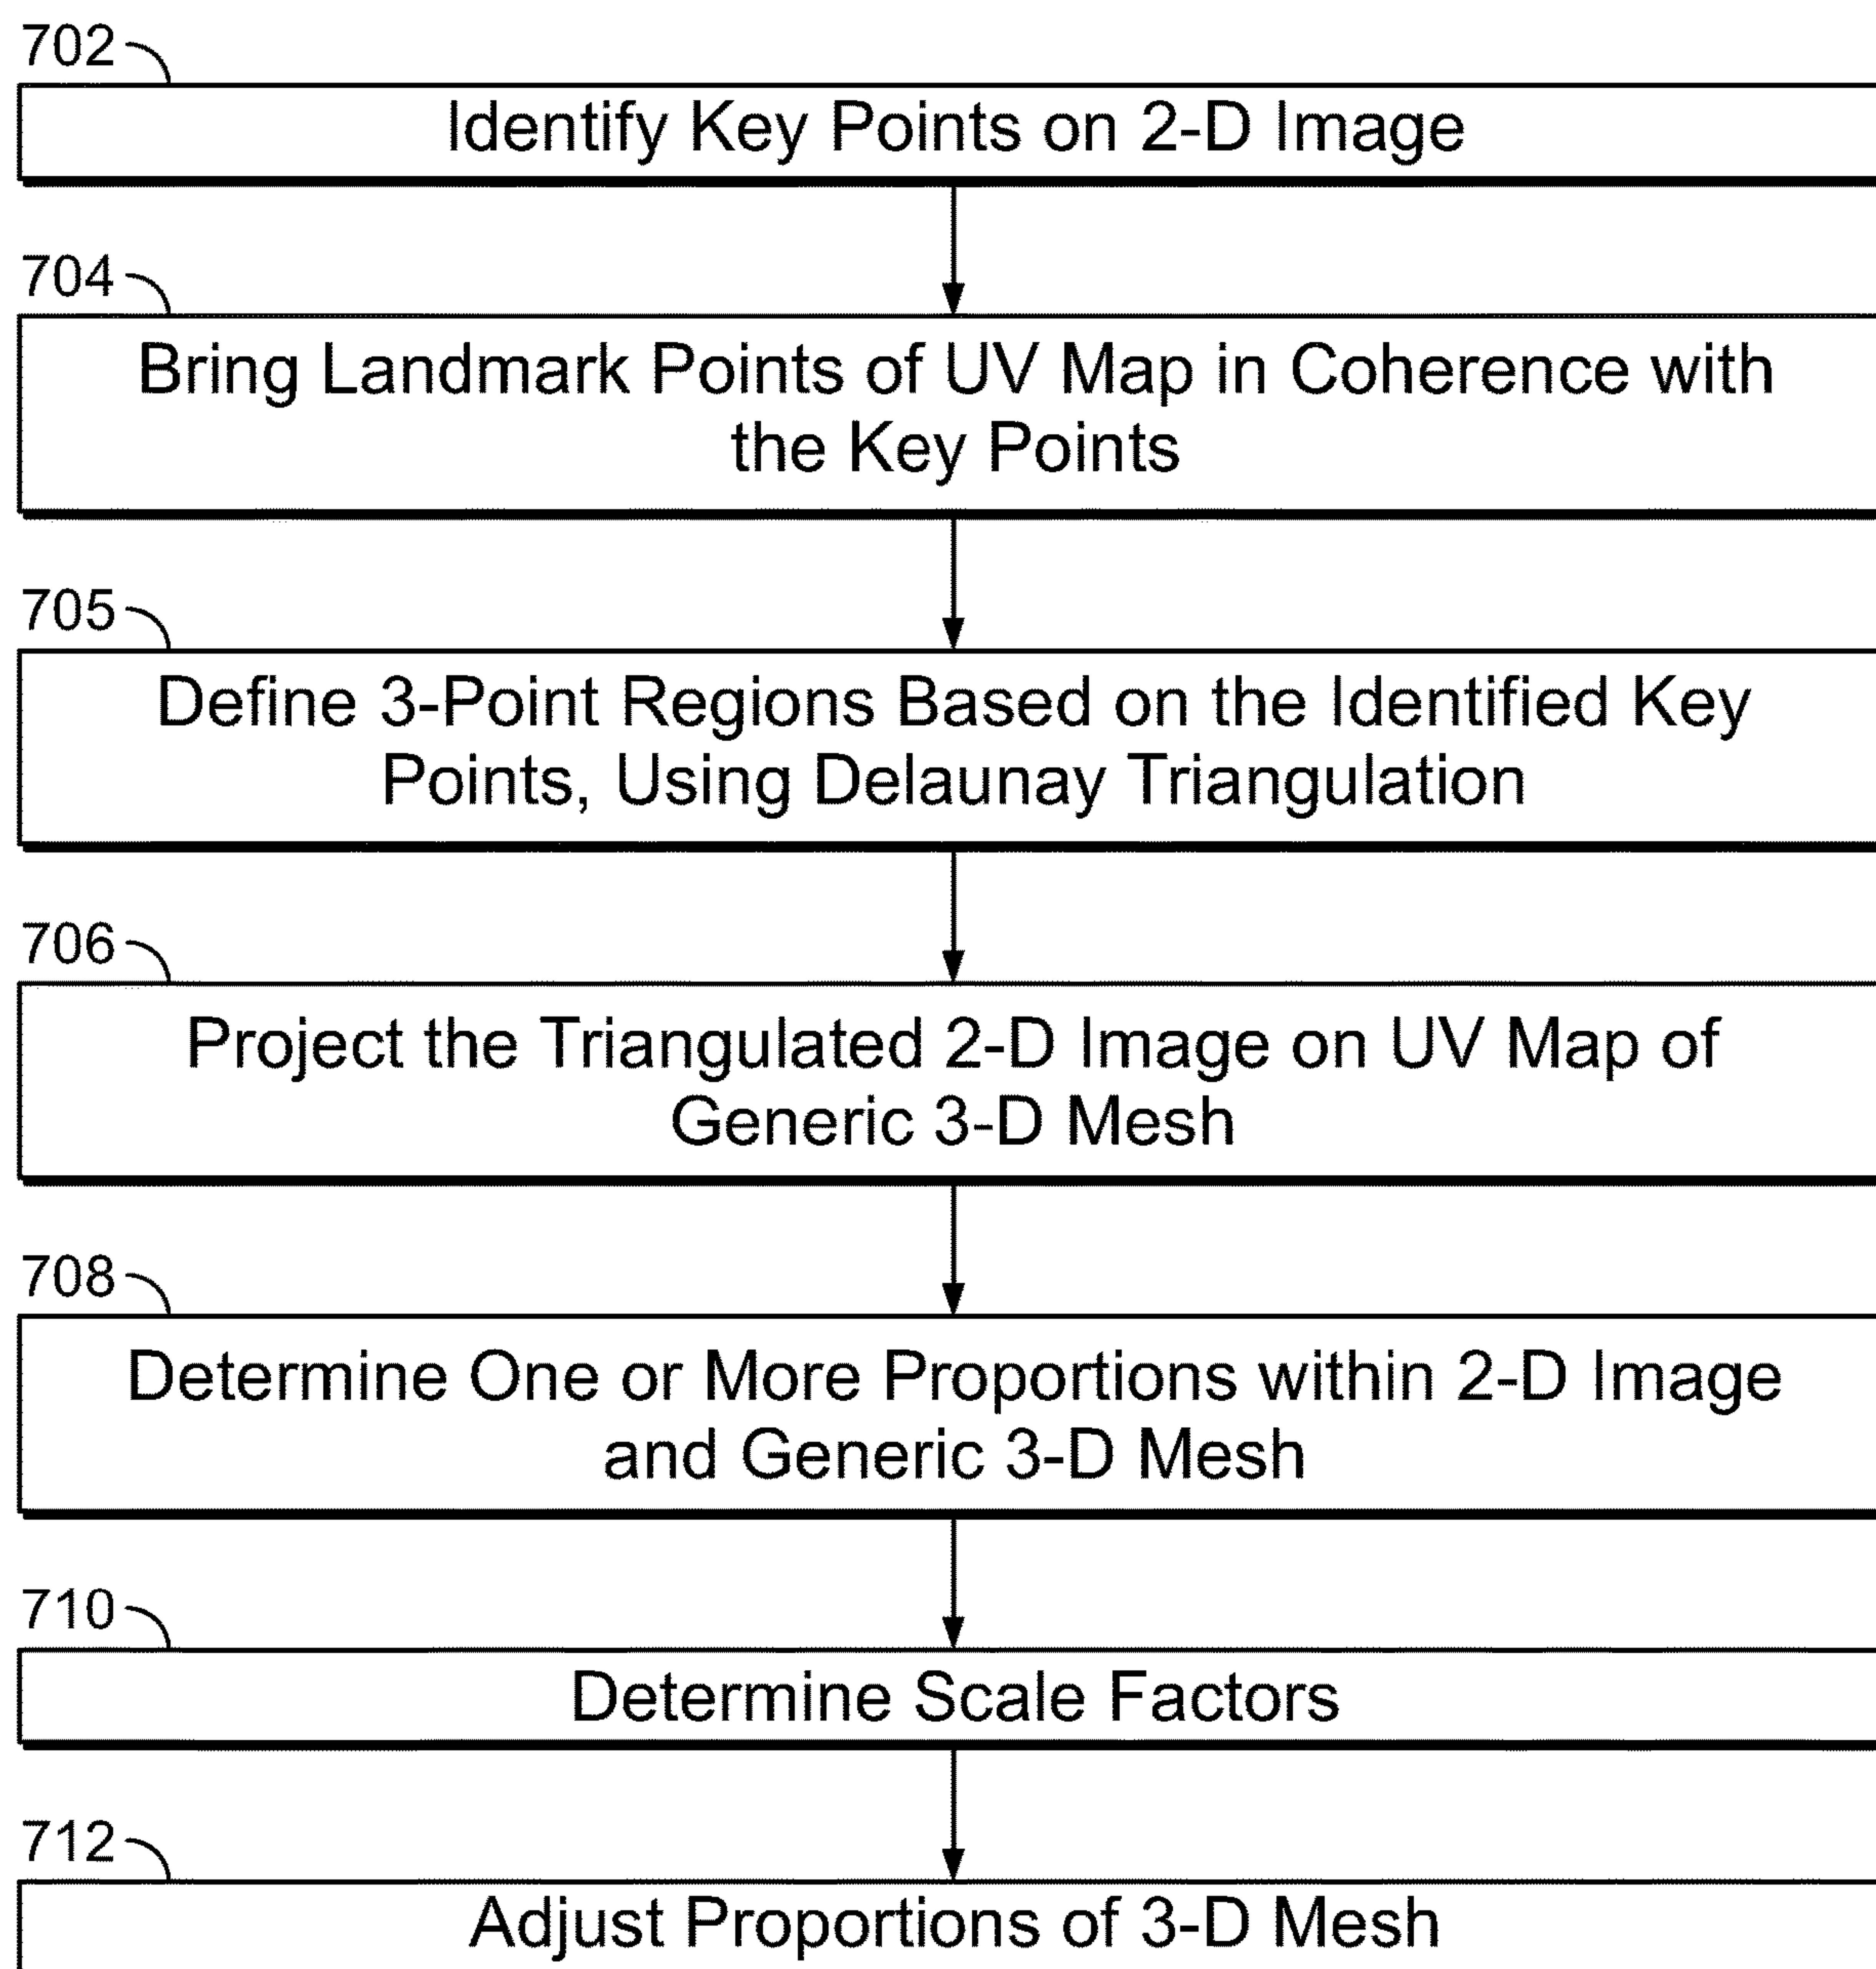 702
Identify Key Points on 2-D Image
704
Bring Landmark Points of UV Map in Coherence with
the Key Points
705
Define 3-Point Regions Based on the Identified Key
Points, Using Delaunay Triangulation
706
Project the Triangulated 2-D Image on UV Map of
Generic 3-D Mesh
708
Determine One or More Proportions within 2-D Image
and Generic 3-D Mesh
710
Determine Scale Factors
712
Adjust Proportions of 3-D Mesh